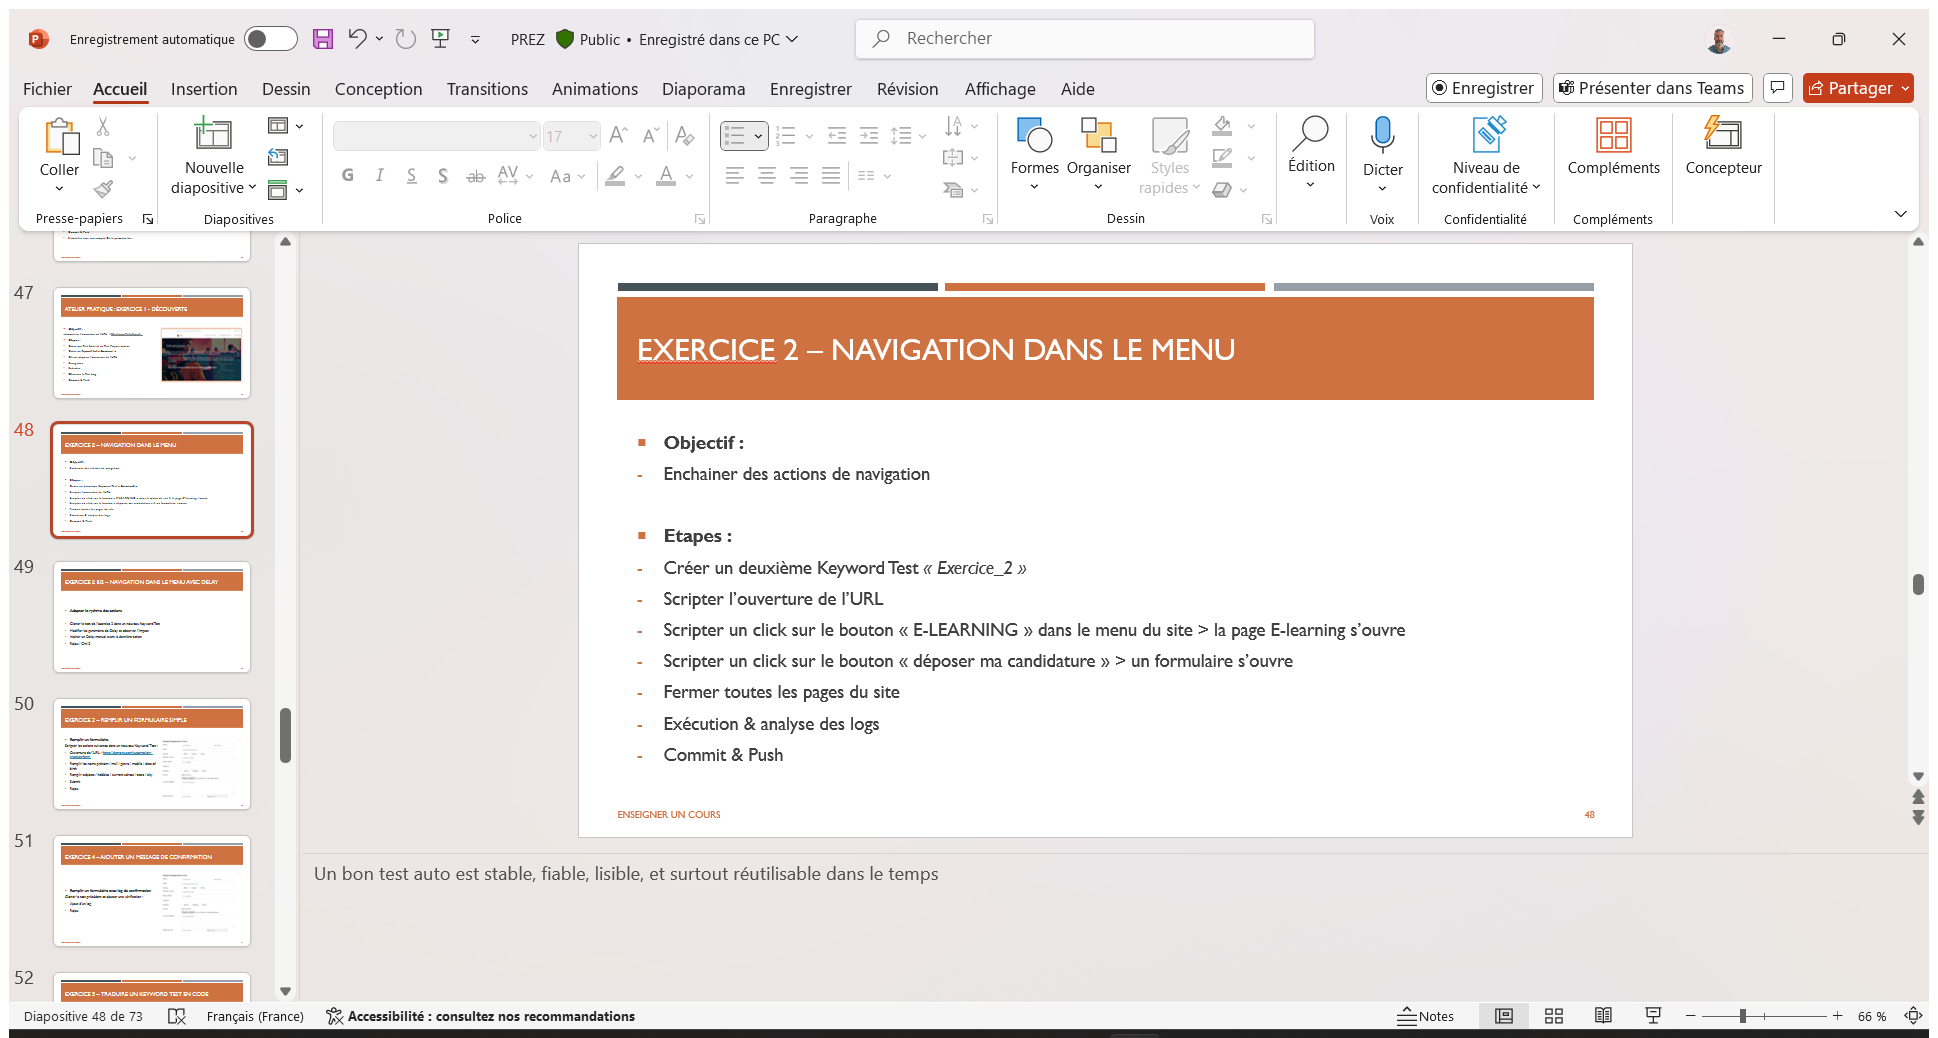 Enregistrement automatique
PREZ Public • Enregistré dans ce PC
Rechercher
Fichier Accueil Insertion Dessin Conception Transitions Animations Diaporama Enregistrer Révision Affichage Aide
Enregistrer Présenter dans Teams Partager
Coller
Nouvelle diapositive
17
G I S S ab AV Aa A
Formes Organiser Styles rapides
Édition
Dicter
Niveau de confidentialité
Compléments
Concepteur
Presse-papiers Diapositives Police Paragraphe Dessin Voix Confidentialité Compléments
47
ATELIER PRATIQUE : EXERCICE 1 – DÉCOUVERTE
48
EXERCICE 2 – NAVIGATION DANS LE MENU
49
EXERCICE 2 BIS – NAVIGATION DANS LE MENU AVEC DELAY
50
EXERCICE 3 – REMPLIR UN FORMULAIRE SIMPLE
51
EXERCICE 4 – AJOUTER UN MESSAGE DE CONFIRMATION
52
EXERCICE 5 – TRADUIRE UN KEYWORD TEST EN CODE
EXERCICE 2 – NAVIGATION DANS LE MENU
Objectif :
- Enchainer des actions de navigation
Etapes :
- Créer un deuxième Keyword Test « Exercice_2 »
- Scripter l’ouverture de l’URL
- Scripter un click sur le bouton « E-LEARNING » dans le menu du site > la page E-learning s’ouvre
- Scripter un click sur le bouton « déposer ma candidature » > un formulaire s’ouvre
- Fermer toutes les pages du site
- Exécution & analyse des logs
- Commit & Push
ENSEIGNER UN COURS 48
Un bon test auto est stable, fiable, lisible, et surtout réutilisable dans le temps
Diapositive 48 de 73 Français (France) Accessibilité : consultez nos recommandations Notes 66 %